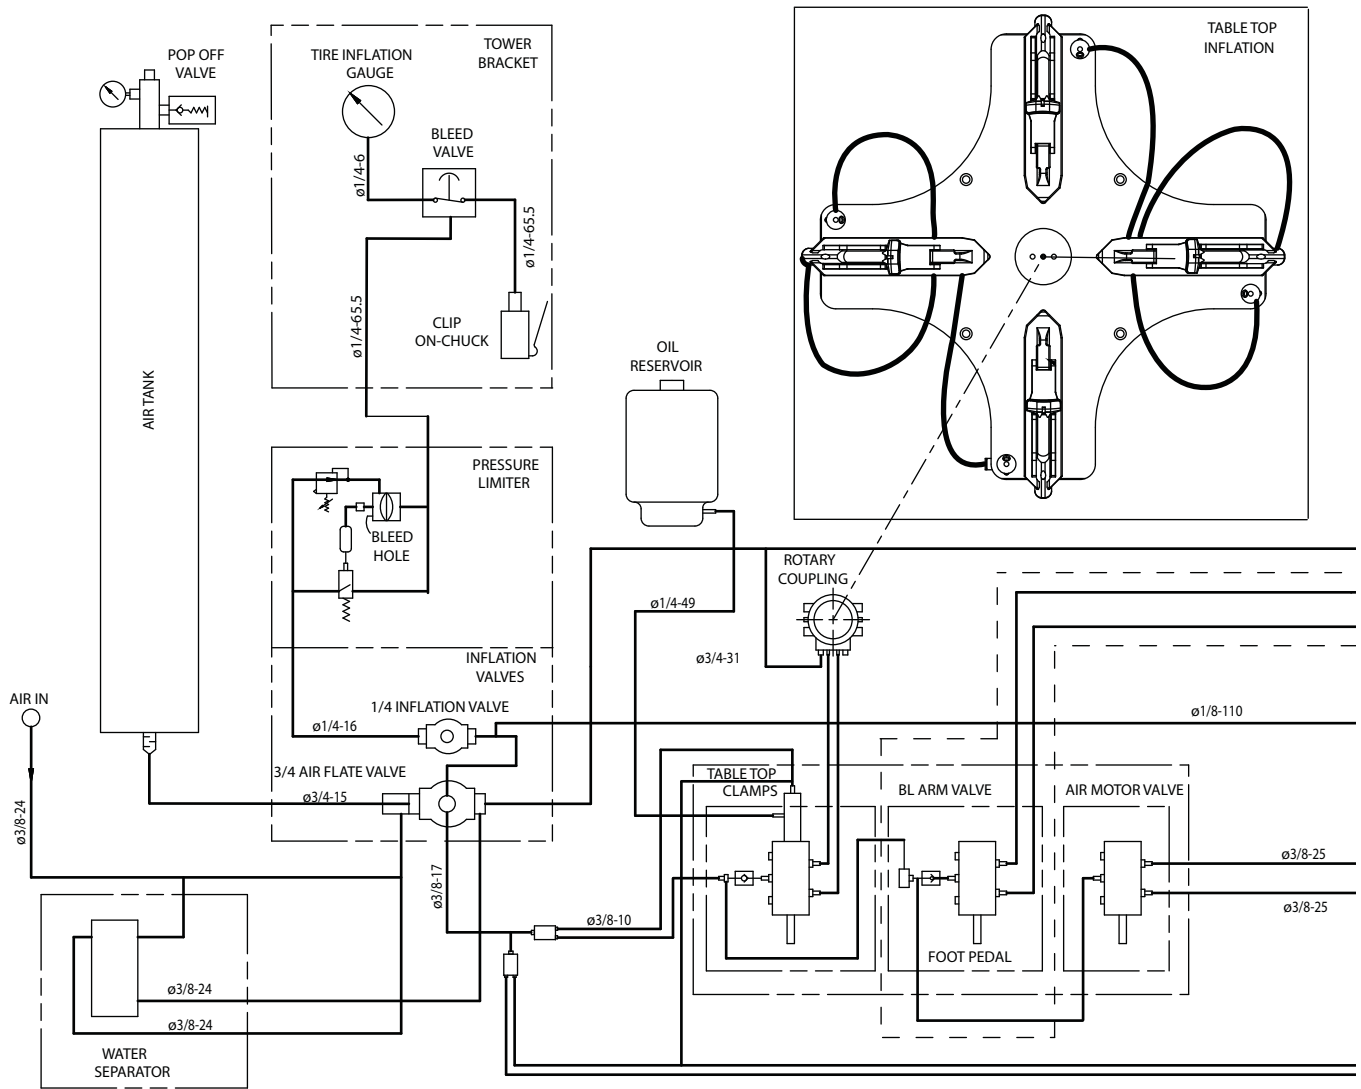 POP OFF
VALVE
TIRE INFLATION
GAUGE
TOWER
BRACKET
BLEED
VALVE
ø1/4-6
ø1/4-65.5
ø1/4-65.5
CLIP
ON-CHUCK
TABLE TOP
INFLATION
AIR TANK
OIL
RESERVOIR
PRESSURE
LIMITER
BLEED
HOLE
ROTARY
COUPLING
ø1/4-49
ø3/4-31
INFLATION
VALVES
AIR IN
1/4 INFLATION VALVE
ø1/4-16
ø1/8-110
3/4 AIR FLATE VALVE
ø3/4-15
TABLE TOP
CLAMPS
BL ARM VALVE
AIR MOTOR VALVE
ø3/8-24
ø3/8-17
ø3/8-25
ø3/8-25
ø3/8-10
FOOT PEDAL
ø3/8-24
ø3/8-24
WATER
SEPARATOR